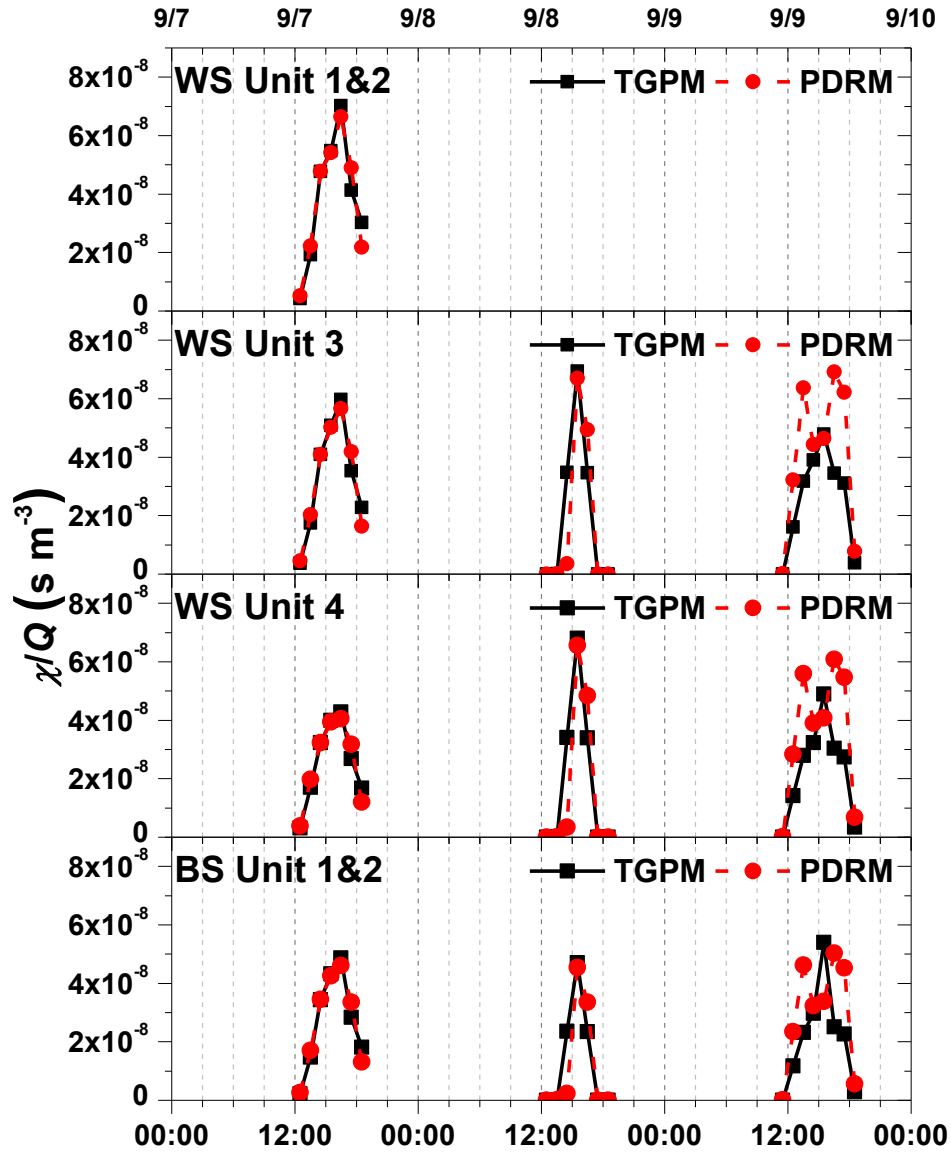 9/7 9/7 9/8 9/8 9/9 9/9 9/10
WS Unit 1&2 TGPM PDRM
8x10-8
6x10-8
4x10-8
2x10-8
0
WS Unit 3 TGPM PDRM
8x10-8
6x10-8
4x10-8
2x10-8
0
χ/Q (s m-3)
WS Unit 4 TGPM PDRM
8x10-8
6x10-8
4x10-8
2x10-8
0
BS Unit 1&2 TGPM PDRM
8x10-8
6x10-8
4x10-8
2x10-8
0
00:00 12:00 00:00 12:00 00:00 12:00 00:00